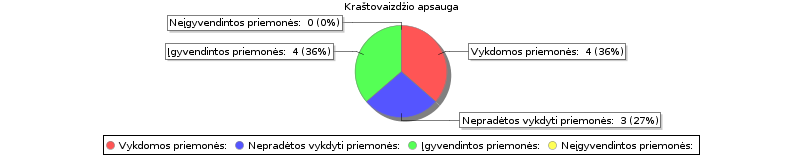 Kraštovaizdžio apsauga
Neįgyvendintos priemonės: 0 (0%)
Įgyvendintos priemonės: 4 (36%)
Vykdomos priemonės: 4 (36%)
Nepradėtos vykdyti priemonės: 3 (27%)
Vykdomos priemonės: Nepradėtos vykdyti priemonės: Įgyvendintos priemonės: Neįgyvendintos priemonės: